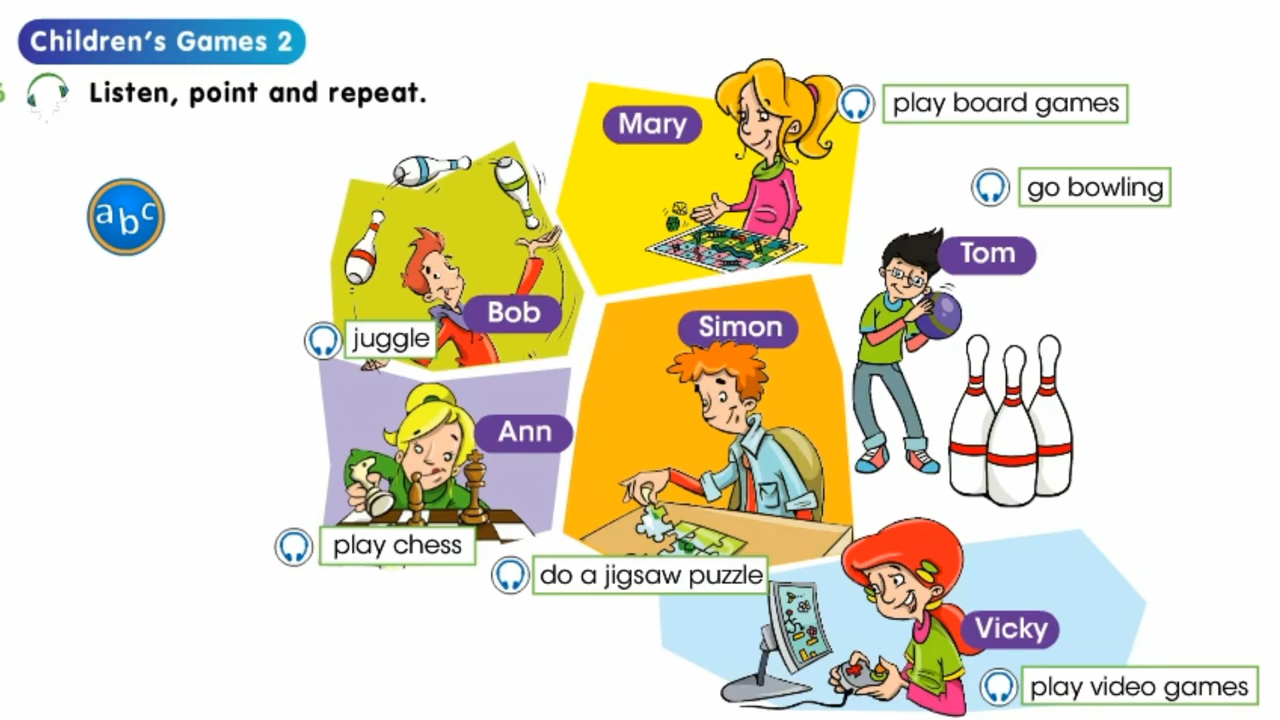 Children's Games 2
Listen, point and repeat.
abc
Mary
play board games
go bowling
Tom
Bob
juggle
Simon
Ann
play chess
do a jigsaw puzzle
Vicky
play video games